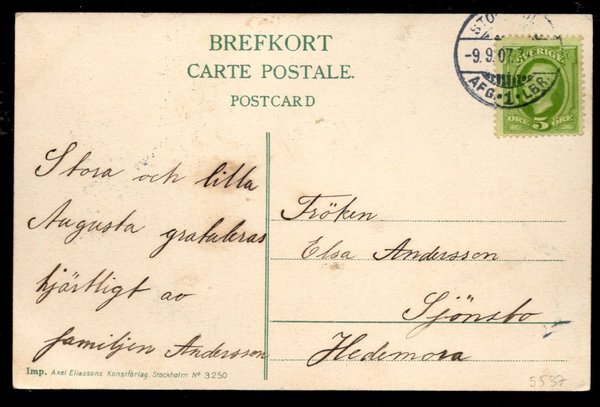 BREFKORT
CARTE POSTALE.
POSTCARD
-9.9.07.
AFG. 1. LBR.
SVERIGE
5
ÖRE ÖRE
Stora och lilla
Augusta gratuleras
hjärtligt av
familjen Andersson
Fröken
Elsa Andersson
Sjönsbo
Hedemora
Imp. Axel Eliassons Konstförlag, Stockholm Nº 3250
5537